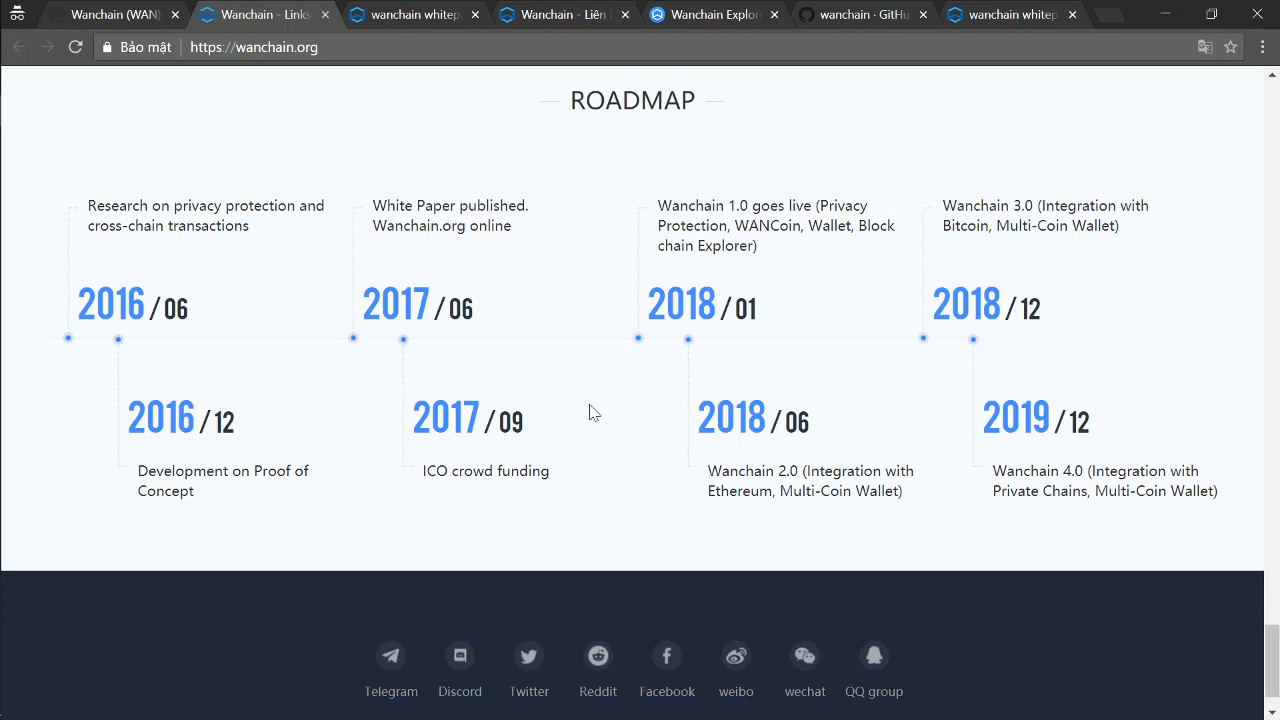 Wanchain (WAN)
Wanchain - Links
wanchain whitep
Wanchain - Liên
Wanchain Explor
wanchain · GitHu
wanchain whitep
Bảo mật
https://wanchain.org
ROADMAP
Research on privacy protection and
cross-chain transactions
2016 / 06
White Paper published.
Wanchain.org online
2017 / 06
Wanchain 1.0 goes live (Privacy
Protection, WANCoin, Wallet, Block
chain Explorer)
2018 / 01
Wanchain 3.0 (Integration with
Bitcoin, Multi-Coin Wallet)
2018 / 12
2016 / 12
Development on Proof of
Concept
2017 / 09
ICO crowd funding
2018 / 06
Wanchain 2.0 (Integration with
Ethereum, Multi-Coin Wallet)
2019 / 12
Wanchain 4.0 (Integration with
Private Chains, Multi-Coin Wallet)
Telegram
Discord
Twitter
Reddit
Facebook
weibo
wechat
QQ group